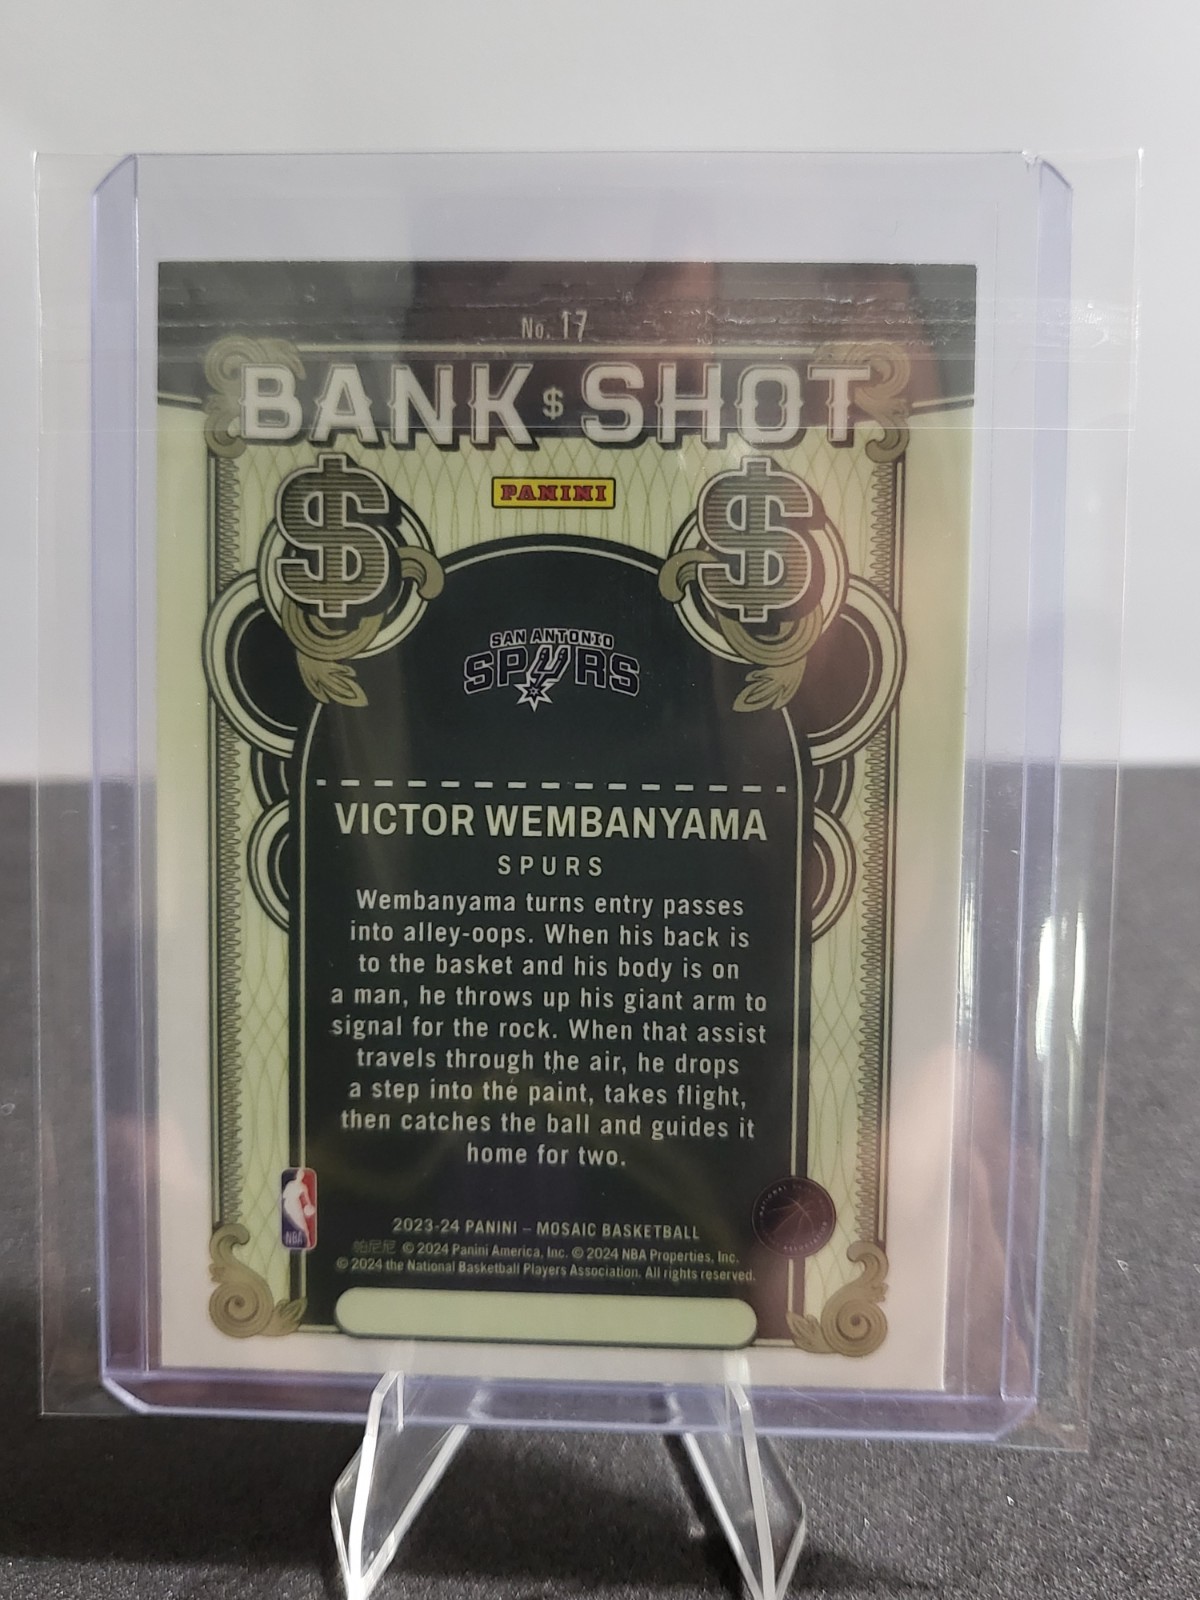 No. 17
BANK $ SHOT
$ $
PANINI
SAN ANTONIO
SPURS
VICTOR WEMBANYAMA
SPURS
Wembanyama turns entry passes
into alley-oops. When his back is
to the basket and his body is on
a man, he throws up his giant arm to
signal for the rock. When that assist
travels through the air, he drops
a step into the paint, takes flight,
then catches the ball and guides it
home for two.
NBA
2023-24 PANINI – MOSAIC BASKETBALL
帕尼尼 © 2024 Panini America, Inc. © 2024 NBA Properties, Inc.
© 2024 the National Basketball Players Association. All rights reserved.